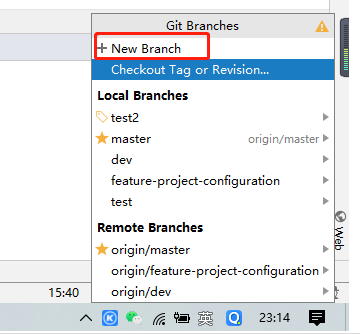 Git Branches
+ New Branch
Checkout Tag or Revision...
Local Branches
test2
master origin/master
dev
feature-project-configuration
test
Remote Branches
origin/master
origin/feature-project-configuration
origin/dev
Web
15:40
英
23:14